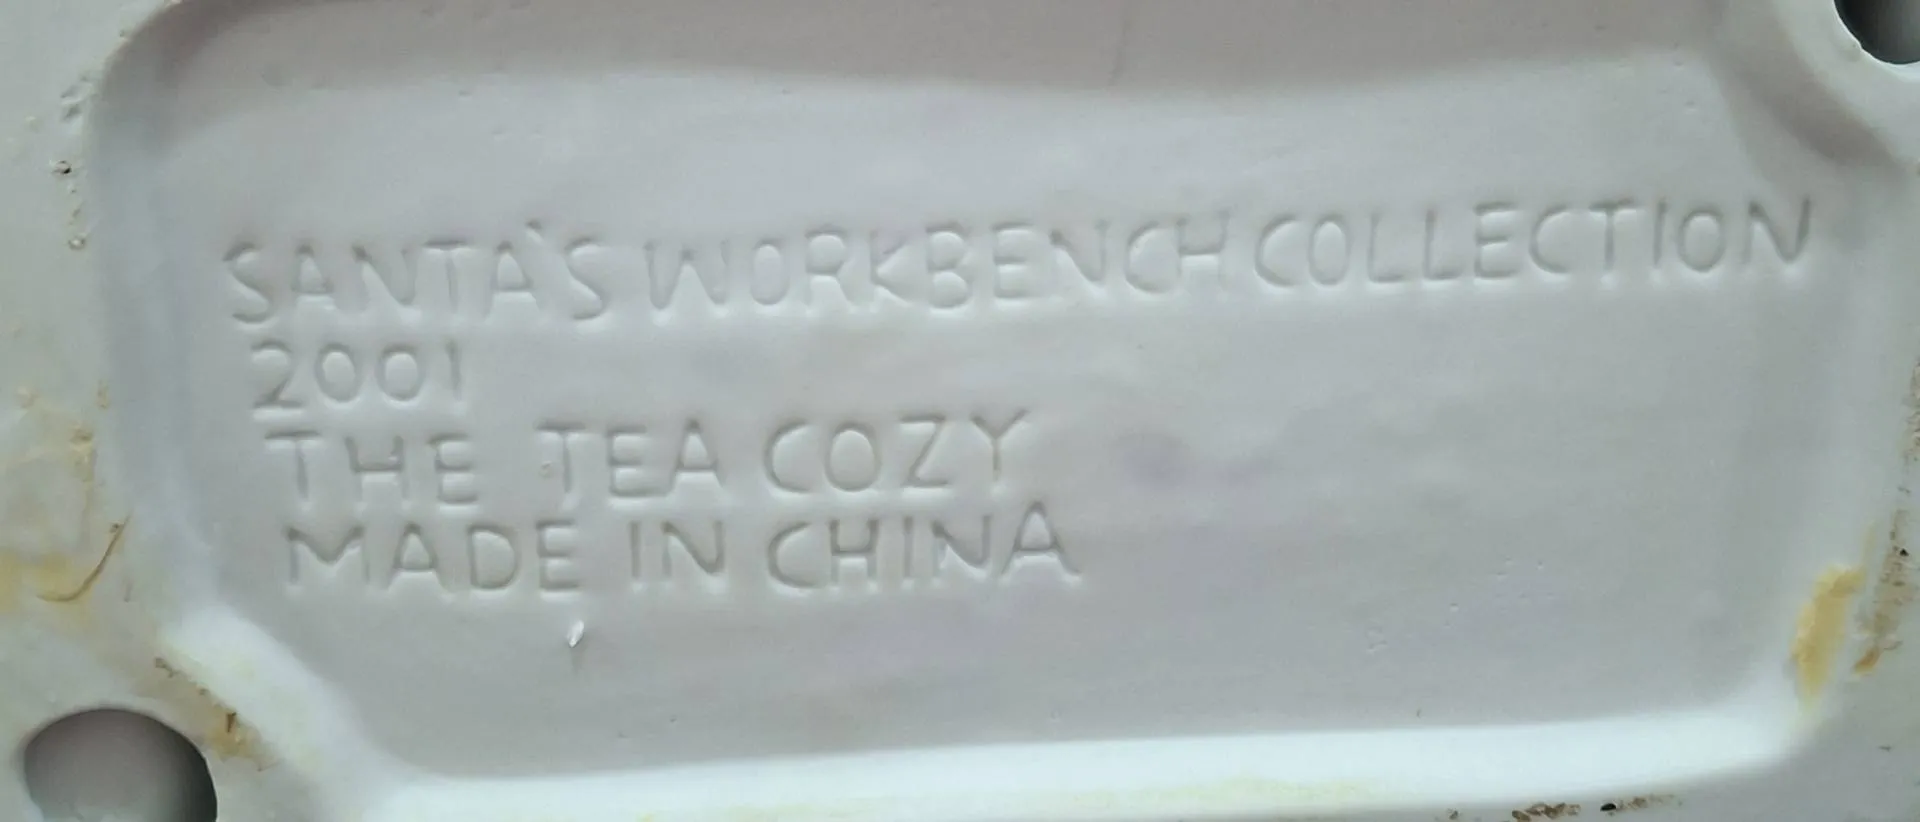 SANTA'S WORKBENCH COLLECTION
2001
THE TEA COZY
MADE IN CHINA